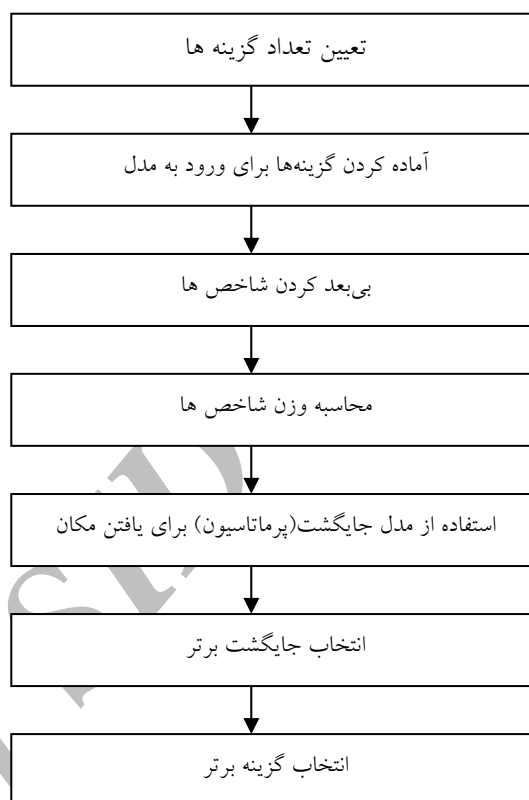 تعیین تعداد گزینه ها
آماده کردن گزینه‌ها برای ورود به مدل
بی‌بعد کردن شاخص ها
محاسبه وزن شاخص ها
استفاده از مدل جایگشت(پرماتاسیون) برای یافتن مکان
انتخاب جایگشت برتر
انتخاب گزینه برتر